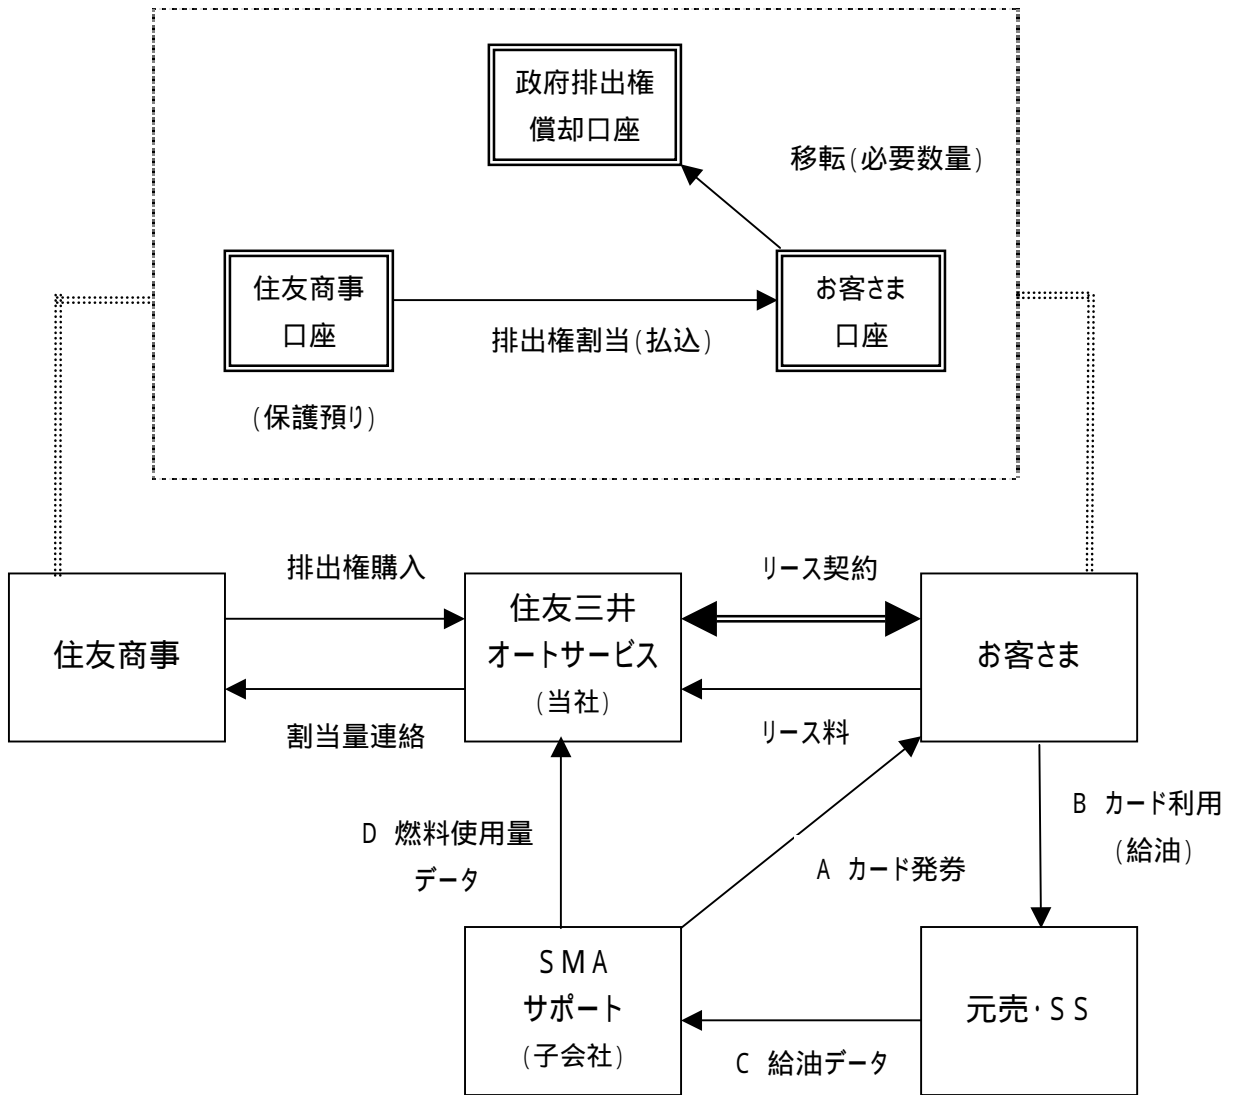 政府排出権
償却口座
移転(必要数量)
住友商事
口座
お客さま
口座
排出権割当(払込)
(保護預り)
排出権購入
リース契約
住友商事
住友三井
オートサービス
(当社)
お客さま
割当量連絡
リース料
D 燃料使用量
データ
A カード発券
B カード利用
(給油)
SMA
サポート
(子会社)
元売・SS
C 給油データ